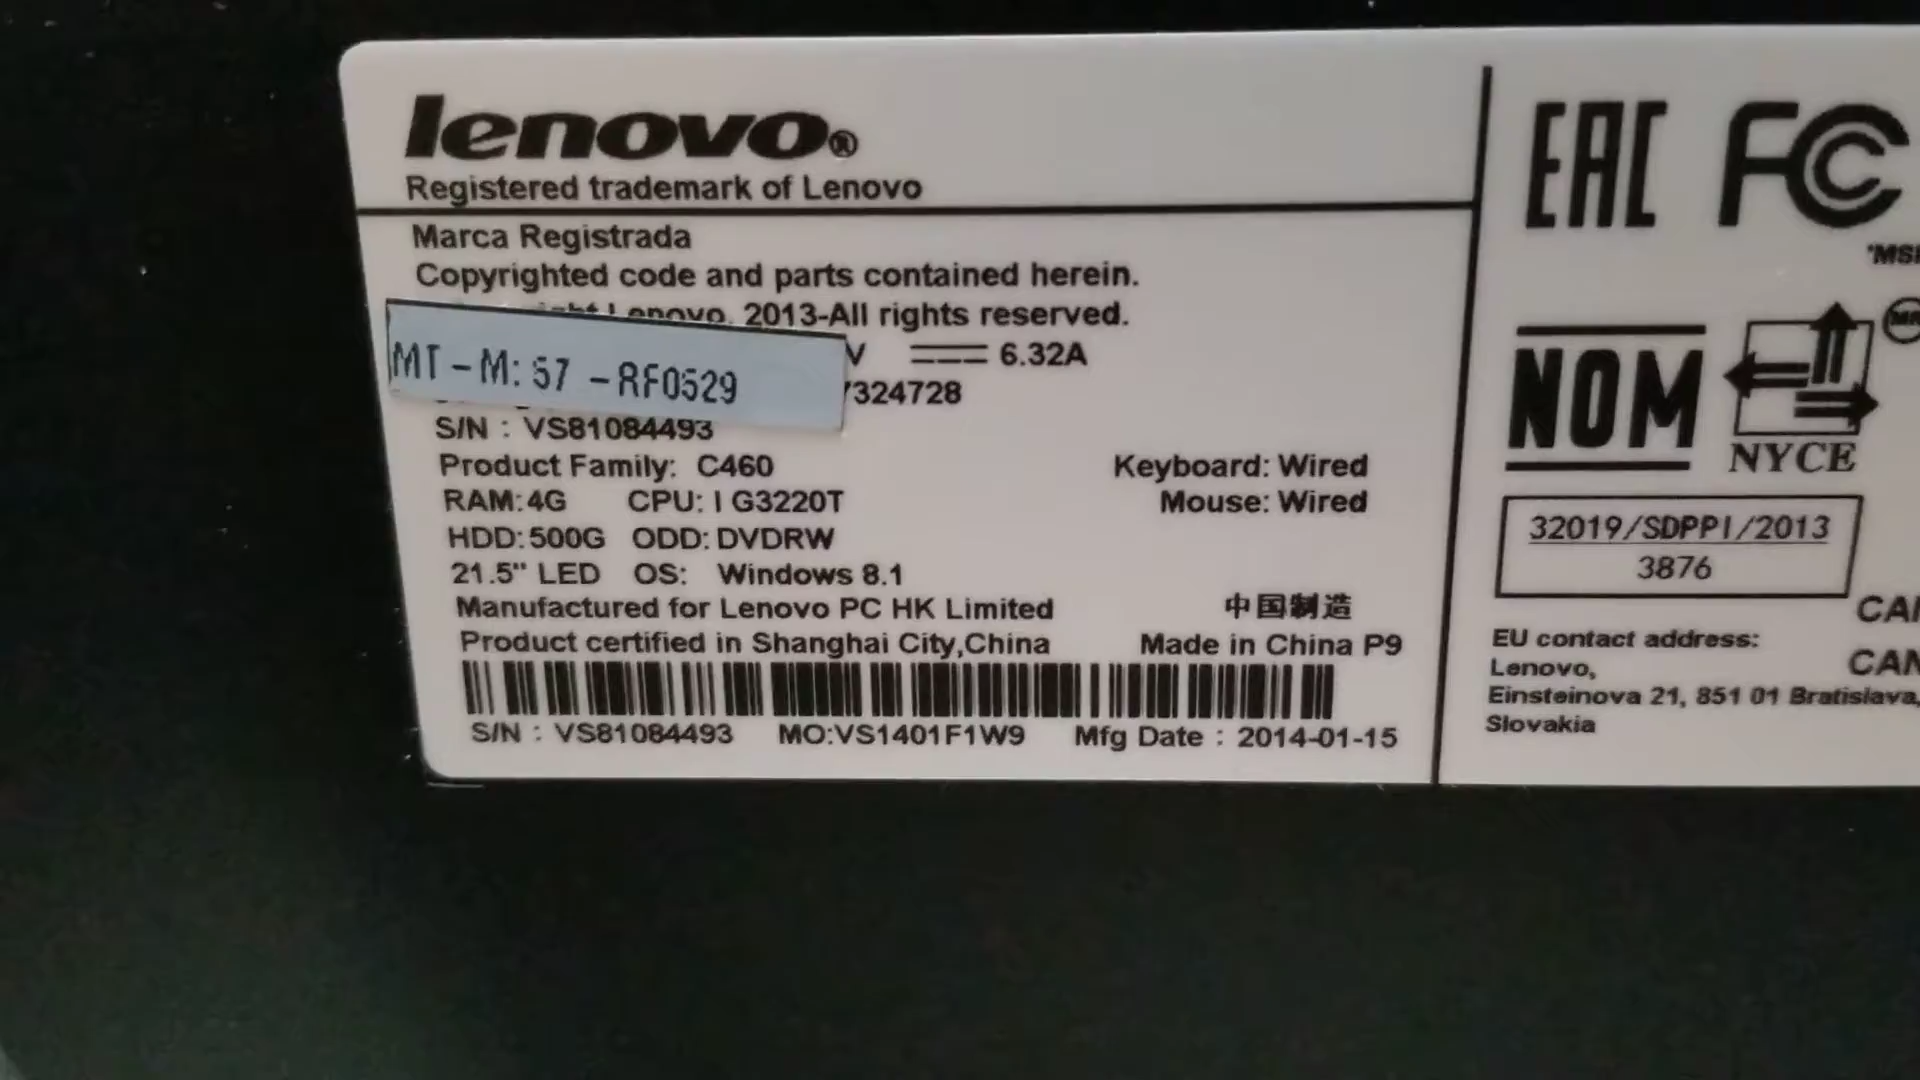 lenovo®
Registered trademark of Lenovo
Marca Registrada
Copyrighted code and parts contained herein.
Lenovo. 2013-All rights reserved.
V 6.32A
MT-M: 57 -RF0529
7324728
S/N : VS81084493
Product Family: C460 Keyboard: Wired
RAM:4G CPU: I G3220T Mouse: Wired
HDD:500G ODD: DVDRW
21.5" LED OS: Windows 8.1
Manufactured for Lenovo PC HK Limited 中国制造
Product certified in Shanghai City,China Made in China P9
S/N : VS81084493 MO:VS1401F1W9 Mfg Date : 2014-01-15
EAC FC
NOM
NYCE
32019/SDPPI/2013
3876
EU contact address:
Lenovo,
Einsteinova 21, 851 01 Bratislava,
Slovakia